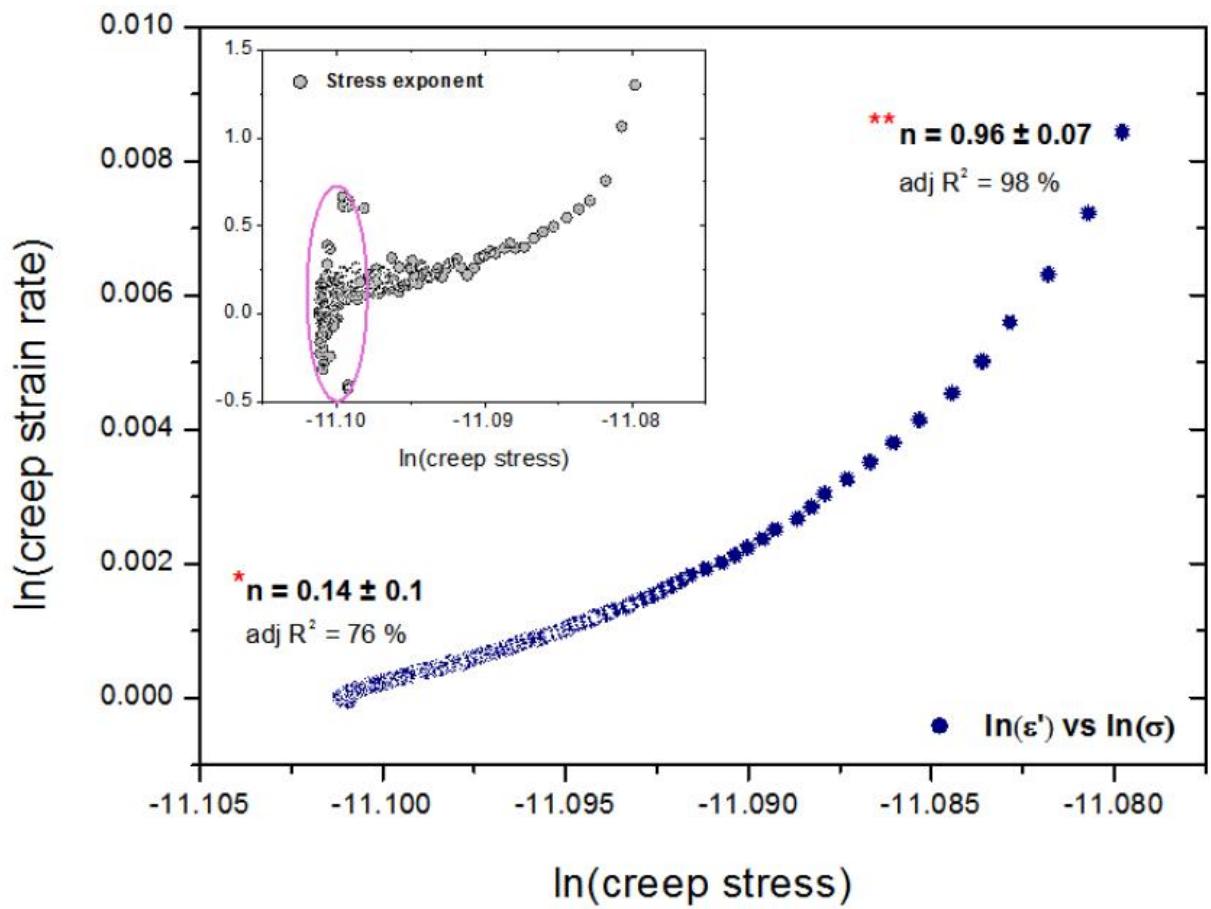 0.010
0.008
0.006
0.004
0.002
0.000
ln(creep strain rate)
1.5
1.0
0.5
0.0
-0.5
Stress exponent
-11.10 -11.09 -11.08
ln(creep stress)
** n = 0.96 ± 0.07
adj R² = 98 %
* n = 0.14 ± 0.1
adj R² = 76 %
ln(ε') vs ln(σ)
-11.105 -11.100 -11.095 -11.090 -11.085 -11.080
ln(creep stress)